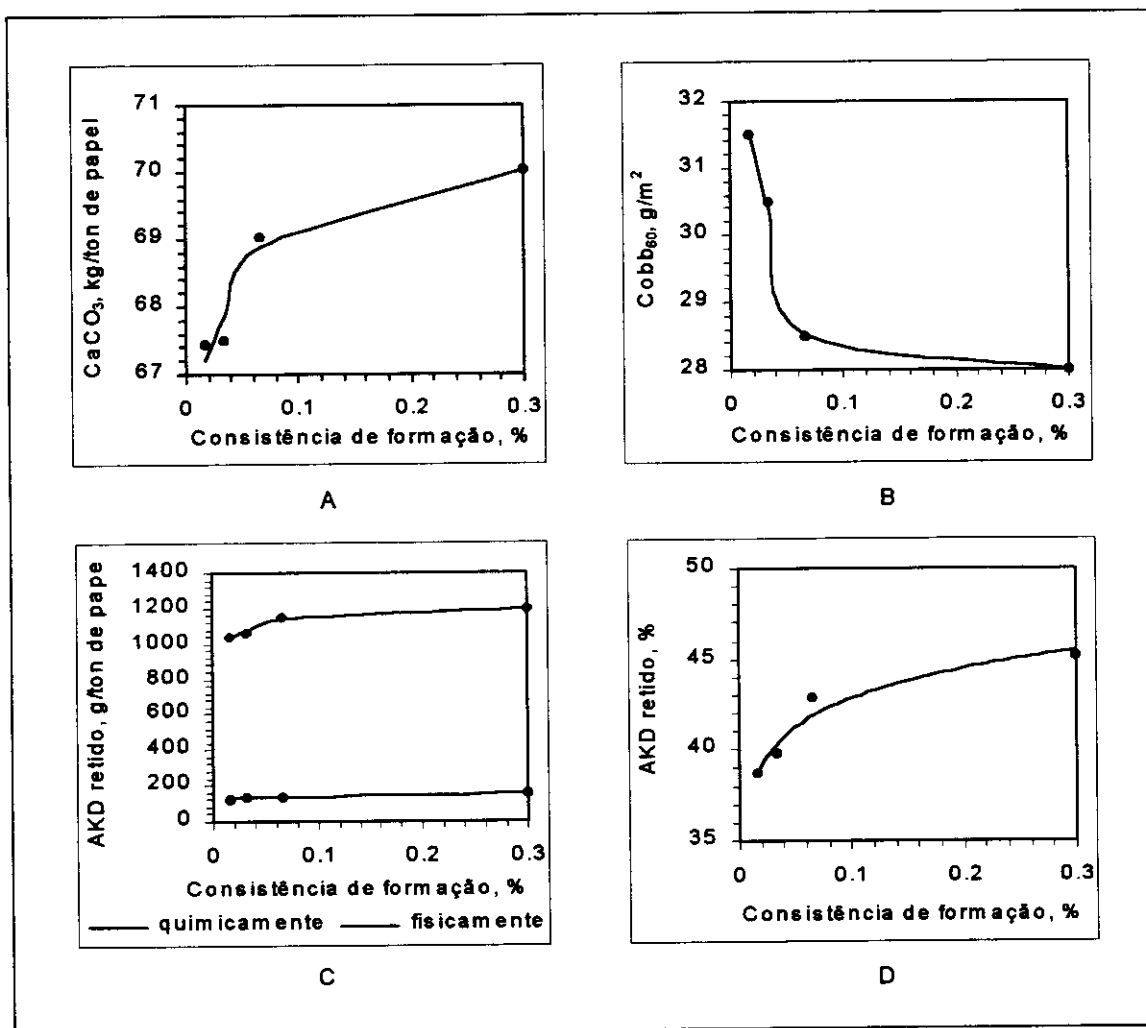 CaCO₃, kg/ton de papel
71
70
69
68
67
0
0.1
0.2
0.3
Consistência de formação, %
A
Cobb₆₀, g/m²
32
31
30
29
28
0
0.1
0.2
0.3
Consistência de formação, %
B
AKD retido, g/ton de pape
1400
1200
1000
800
600
400
200
0
0
0.1
0.2
0.3
Consistência de formação, %
quimicamente
fisicamente
C
AKD retido, %
50
45
40
35
0
0.1
0.2
0.3
Consistência de formação, %
D